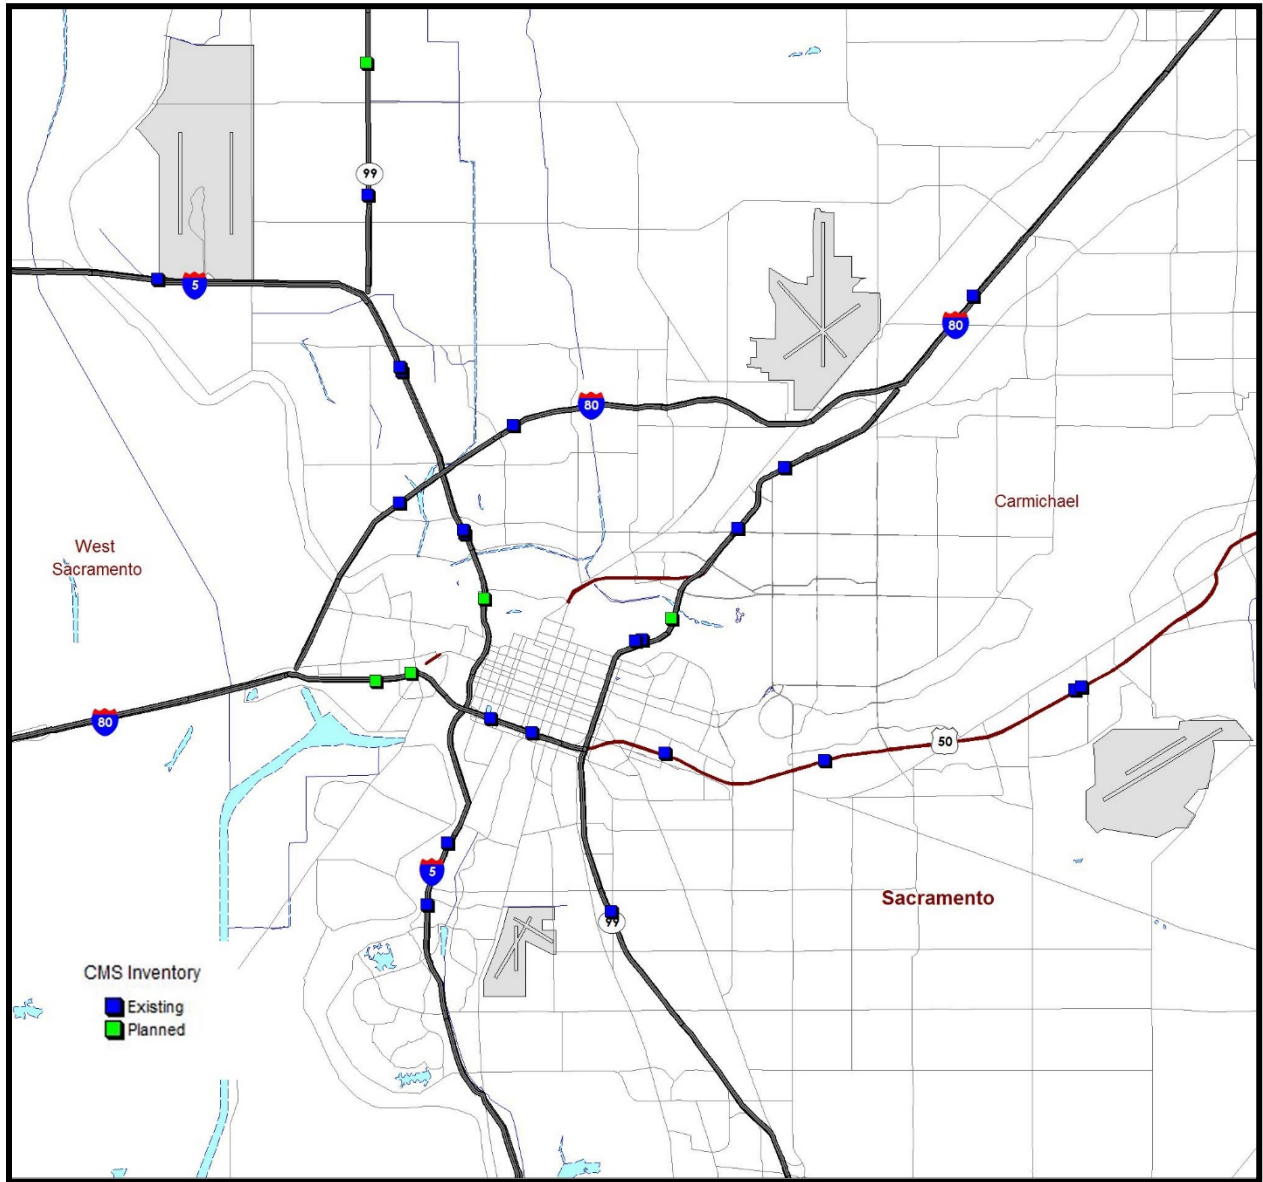 99
5
80
80
Carmichael
West
Sacramento
80
50
5
Sacramento
99
CMS Inventory
Existing
Planned